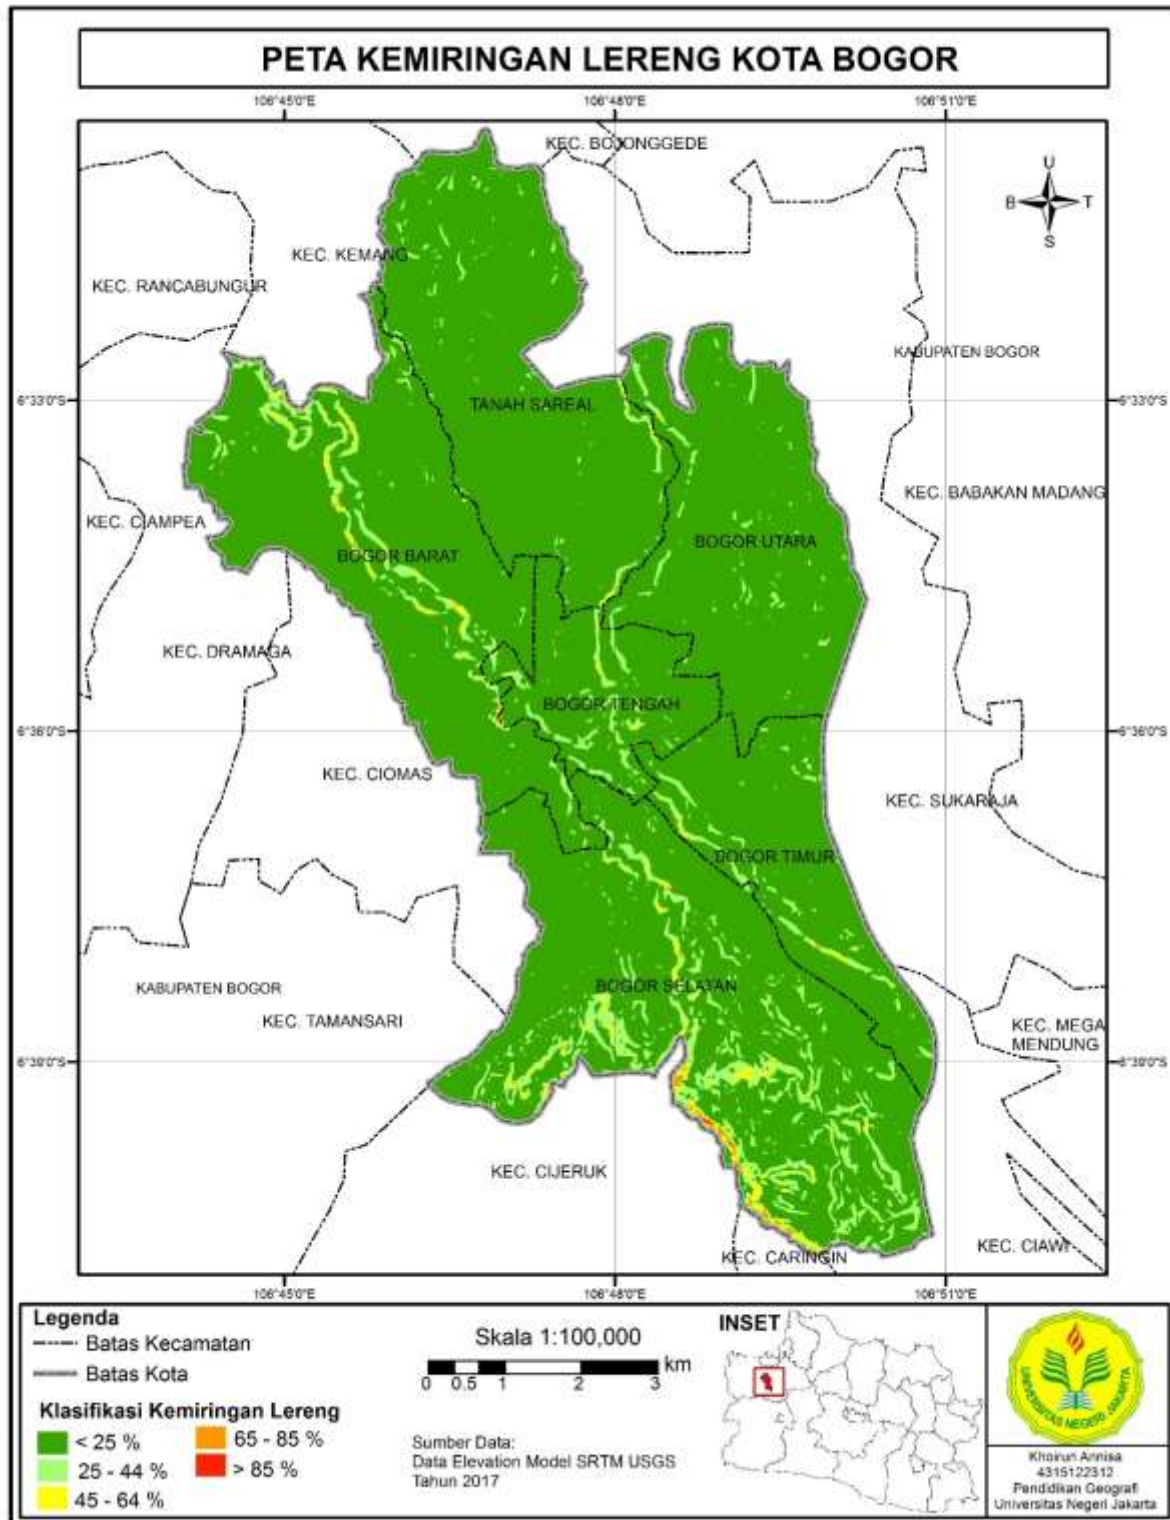 PETA KEMIRINGAN LERENG KOTA BOGOR
106°45'0"E
106°48'0"E
106°51'0"E
KEC. BOJONGGEDE
U
B
T
S
KEC. KEMANG
KEC. RANCABUNGUR
KABUPATEN BOGOR
6°33'0"S
6°33'0"S
TANAH SAREAL
KEC. BABAKAN MADANG
KEC. CIAMPEA
BOGOR BARAT
BOGOR UTARA
KEC. DRAMAGA
BOGOR TENGAH
6°36'0"S
6°36'0"S
KEC. CIOMAS
KEC. SUKARAJA
BOGOR TIMUR
KABUPATEN BOGOR
BOGOR SELATAN
KEC. TAMANSARI
KEC. MEGA
MENDUNG
6°39'0"S
6°39'0"S
KEC. CIJERUK
KEC. CARINGIN
KEC. CIAWI
106°45'0"E
106°48'0"E
106°51'0"E
Legenda
Batas Kecamatan
Batas Kota
Klasifikasi Kemiringan Lereng
< 25 %
25 - 44 %
45 - 64 %
65 - 85 %
> 85 %
Skala 1:100,000
km
0 0.5 1 2 3
Sumber Data:
Data Elevation Model SRTM USGS
Tahun 2017
INSET
UNIVERSITAS NEGERI JAKARTA
Khoirun Annisa
4315122312
Pendidikan Geografi
Universitas Negeri Jakarta